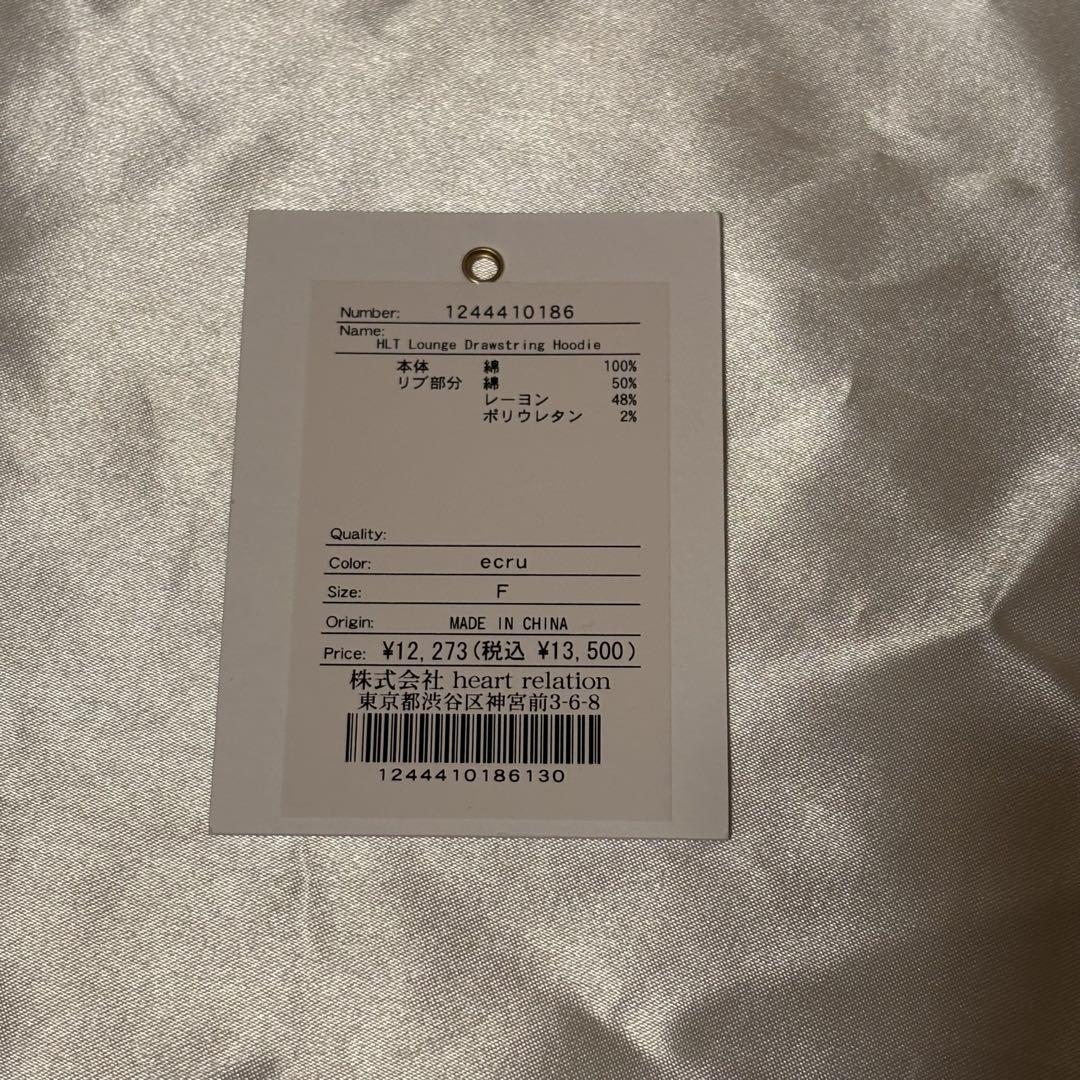 Number: 1244410186
Name:
HLT Lounge Drawstring Hoodie
本体 綿 100%
リブ部分 綿 50%
レーヨン 48%
ポリウレタン 2%
Quality:
Color: ecru
Size: F
Origin: MADE IN CHINA
Price: ¥12,273(税込 ¥13,500)
株式会社 heart relation
東京都渋谷区神宮前3-6-8
1244410186130